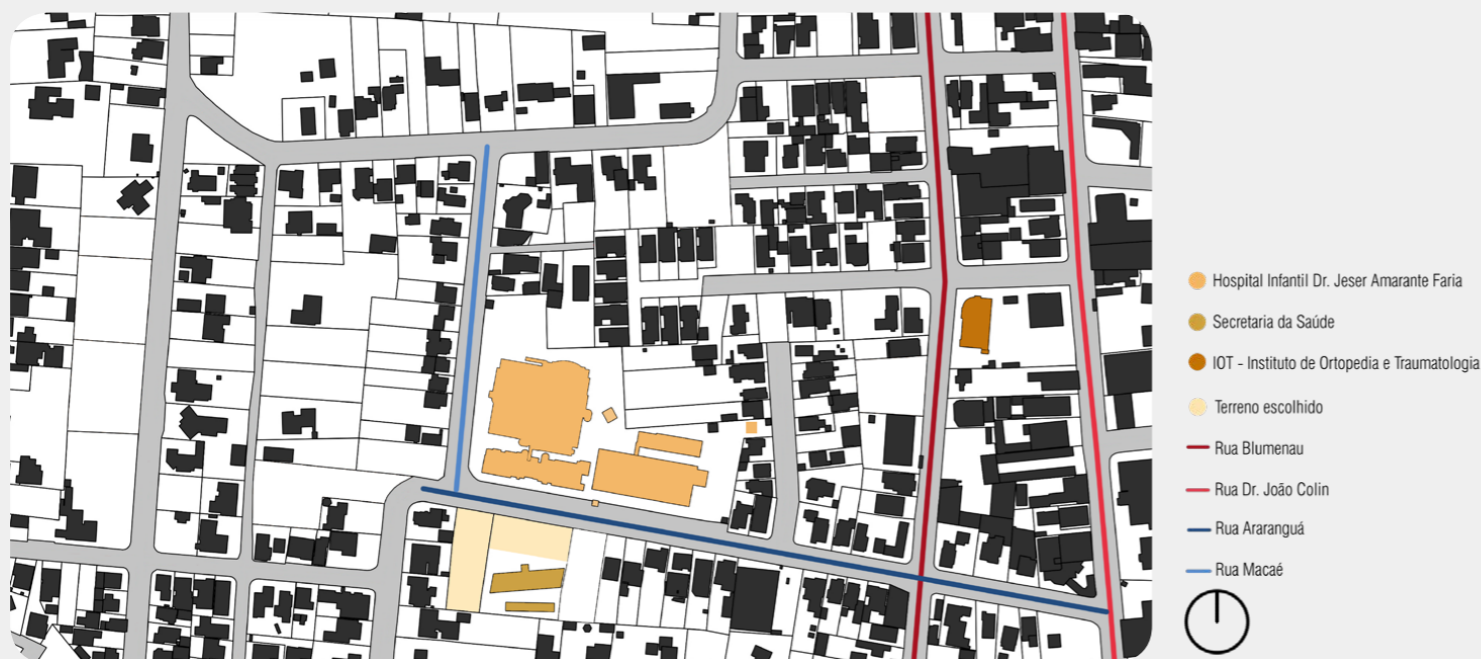 Hospital Infantil Dr. Jeser Amarante Faria
Secretaria da Saúde
IOT - Instituto de Ortopedia e Traumatologia
Terreno escolhido
Rua Blumenau
Rua Dr. João Colin
Rua Araranguá
Rua Macaé